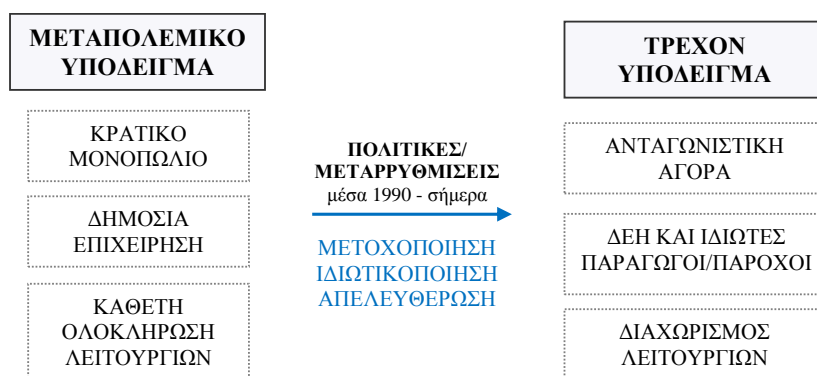 ΜΕΤΑΠΟΛΕΜΙΚΟ
ΥΠΟΔΕΙΓΜΑ
ΚΡΑΤΙΚΟ
ΜΟΝΟΠΩΛΙΟ
ΔΗΜΟΣΙΑ
ΕΠΙΧΕΙΡΗΣΗ
ΚΑΘΕΤΗ
ΟΛΟΚΛΗΡΩΣΗ
ΛΕΙΤΟΥΡΓΙΩΝ
ΠΟΛΙΤΙΚΕΣ/
ΜΕΤΑΡΡΥΘΜΙΣΕΙΣ
μέσα 1990 - σήμερα
ΜΕΤΟΧΟΠΟΙΗΣΗ
ΙΔΙΩΤΙΚΟΠΟΙΗΣΗ
ΑΠΕΛΕΥΘΕΡΩΣΗ
ΤΡΕΧΟΝ
ΥΠΟΔΕΙΓΜΑ
ΑΝΤΑΓΩΝΙΣΤΙΚΗ
ΑΓΟΡΑ
ΔΕΗ ΚΑΙ ΙΔΙΩΤΕΣ
ΠΑΡΑΓΩΓΟΙ/ΠΑΡΟΧΟΙ
ΔΙΑΧΩΡΙΣΜΟΣ
ΛΕΙΤΟΥΡΓΙΩΝ